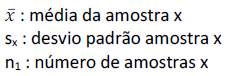 x̄ : média da amostra x
sₓ : desvio padrão amostra x
n₁ : número de amostras x